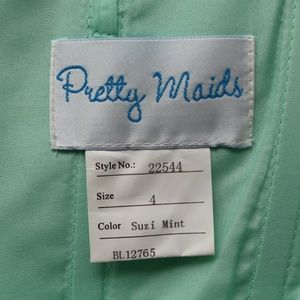 Pretty Maids
Style No.: 22544
Size 4
Color Suzi Mint
BL12765